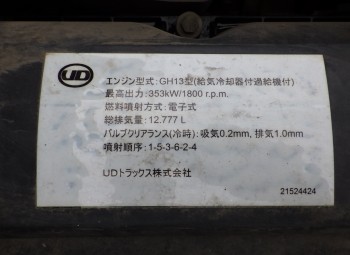 UD
エンジン型式:GH13型(給気冷却器付過給機付)
最高出力:353kW/1800 r.p.m.
燃料噴射方式:電子式
総排気量:12.777 L
バルブクリアランス(冷時):吸気0.2mm, 排気1.0mm
噴射順序:1-5-3-6-2-4
UDトラックス株式会社
21524424